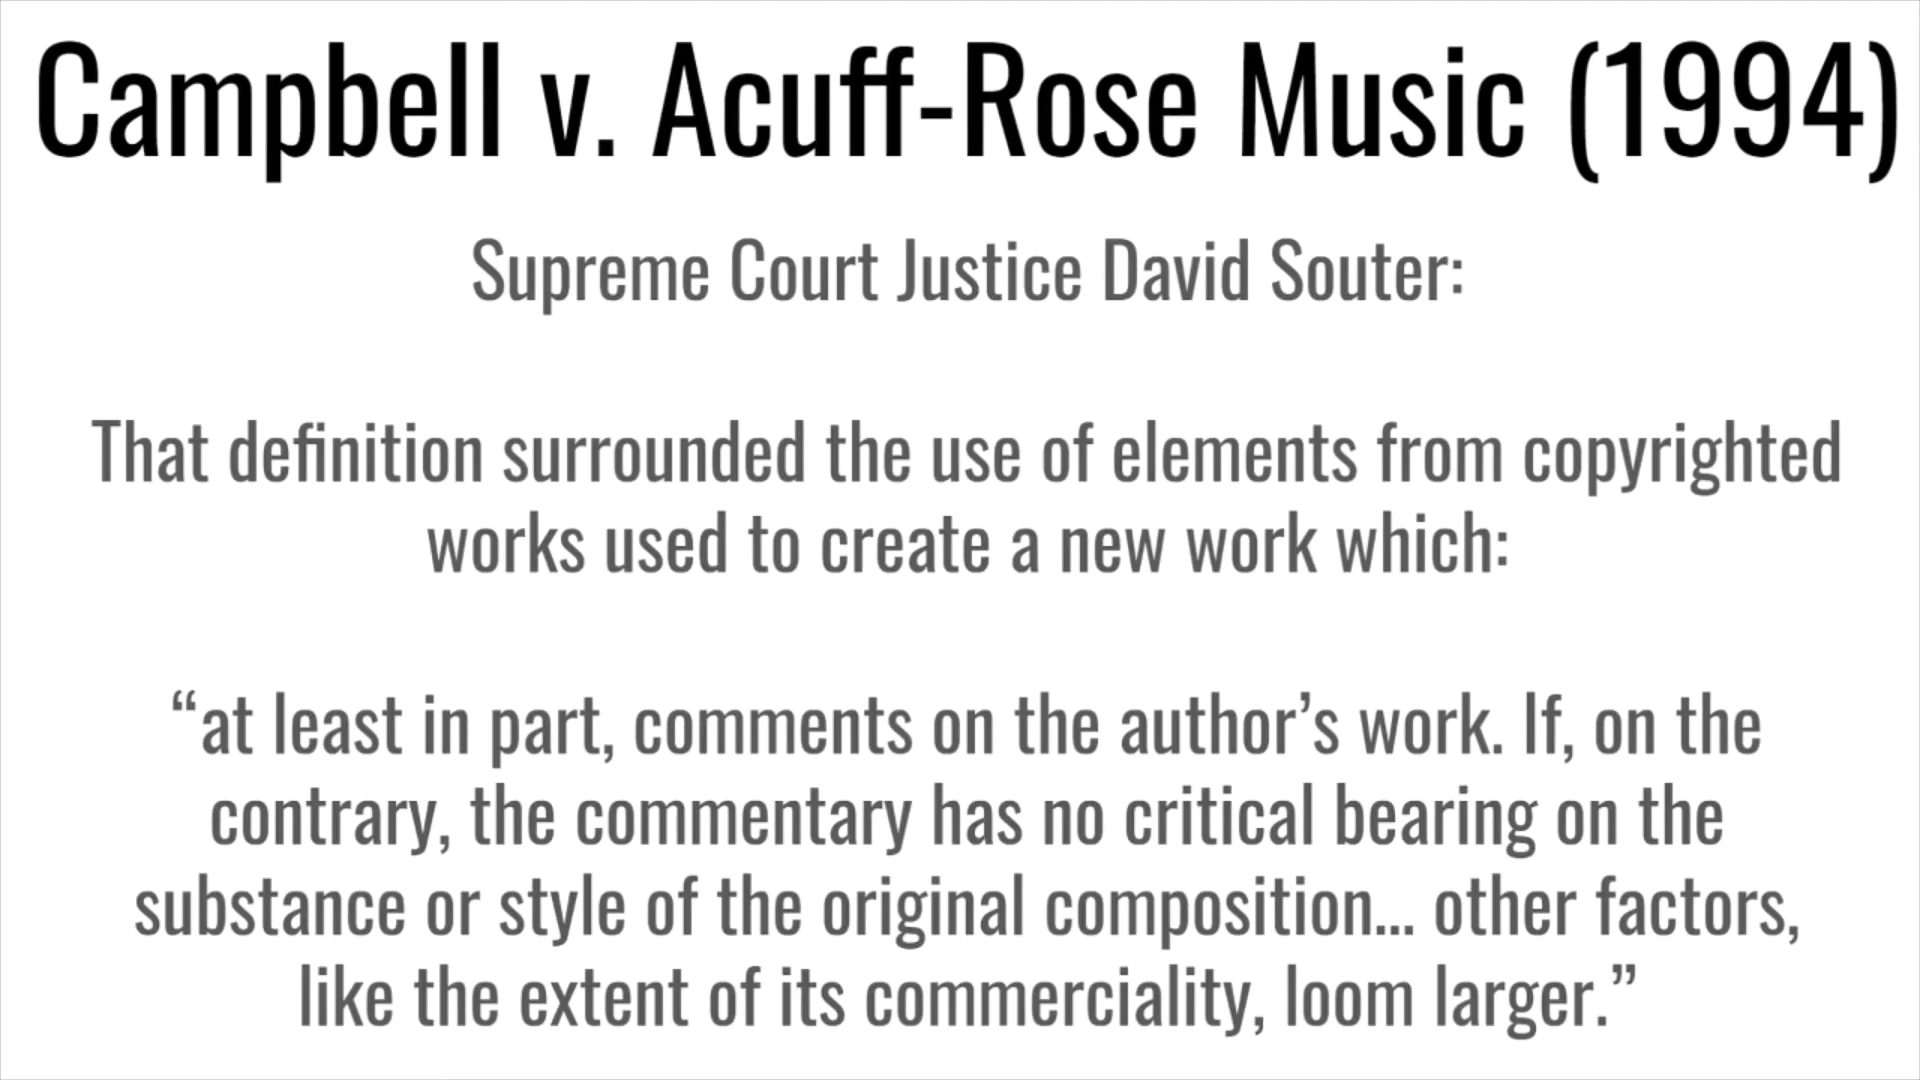 Campbell v. Acuff-Rose Music (1994)
Supreme Court Justice David Souter:
That definition surrounded the use of elements from copyrighted
works used to create a new work which:
“at least in part, comments on the author’s work. If, on the
contrary, the commentary has no critical bearing on the
substance or style of the original composition... other factors,
like the extent of its commerciality, loom larger.”